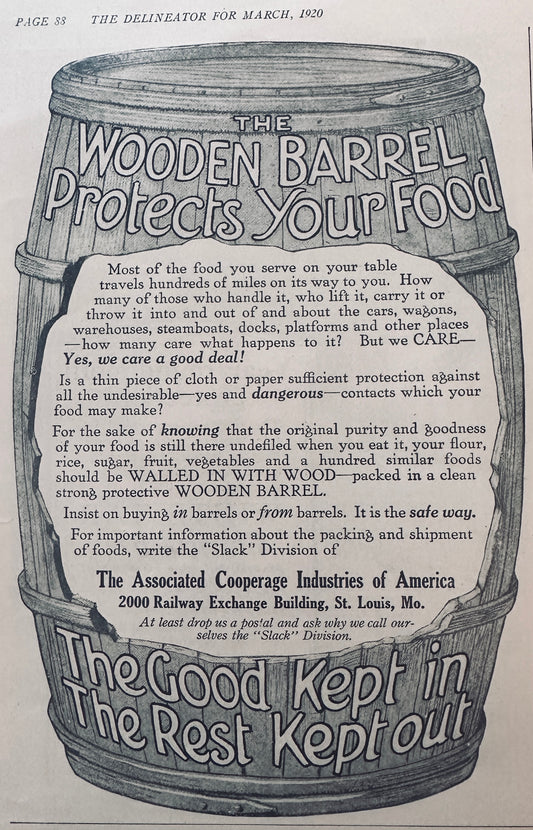 PAGE 88 THE DELINEATOR FOR MARCH, 1920
THE
WOODEN BARREL
Protects Your Food
Most of the food you serve on your table
travels hundreds of miles on its way to you. How
many of those who handle it, who lift it, carry it or
throw it into and out of and about the cars, wagons,
warehouses, steamboats, docks, platforms and other places
—how many care what happens to it? But we CARE—
Yes, we care a good deal!
Is a thin piece of cloth or paper sufficient protection against
all the undesirable—yes and dangerous—contacts which your
food may make?
For the sake of knowing that the original purity and goodness
of your food is still there undefiled when you eat it, your flour,
rice, sugar, fruit, vegetables and a hundred similar foods
should be WALLED IN WITH WOOD—packed in a clean
strong protective WOODEN BARREL.
Insist on buying in barrels or from barrels. It is the safe way.
For important information about the packing and shipment
of foods, write the "Slack" Division of
The Associated Cooperage Industries of America
2000 Railway Exchange Building, St. Louis, Mo.
At least drop us a postal and ask why we call our-
selves the "Slack" Division.
The Good Kept in
The Rest Kept out